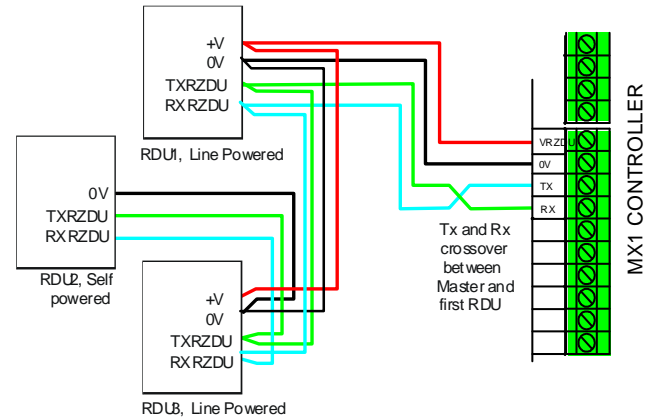 +V
0V
TXRZDU
RXRZDU
RDU1, Line Powered
0V
TXRZDU
RXRZDU
RDU2, Self
powered
+V
0V
TXRZDU
RXRZDU
RDU3, Line Powered
VRZDU
0V
TX
RX
Tx and Rx
crossover
between
Master and
first RDU
MX1 CONTROLLER